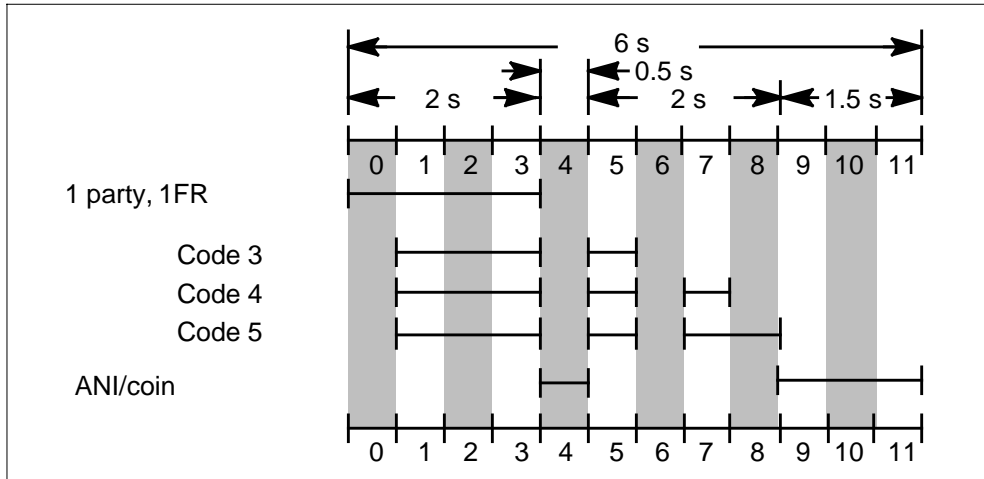 6 s
0.5 s
2 s 2 s 1.5 s
0 1 2 3 4 5 6 7 8 9 10 11
1 party, 1FR
Code 3
Code 4
Code 5
ANI/coin
0 1 2 3 4 5 6 7 8 9 10 11